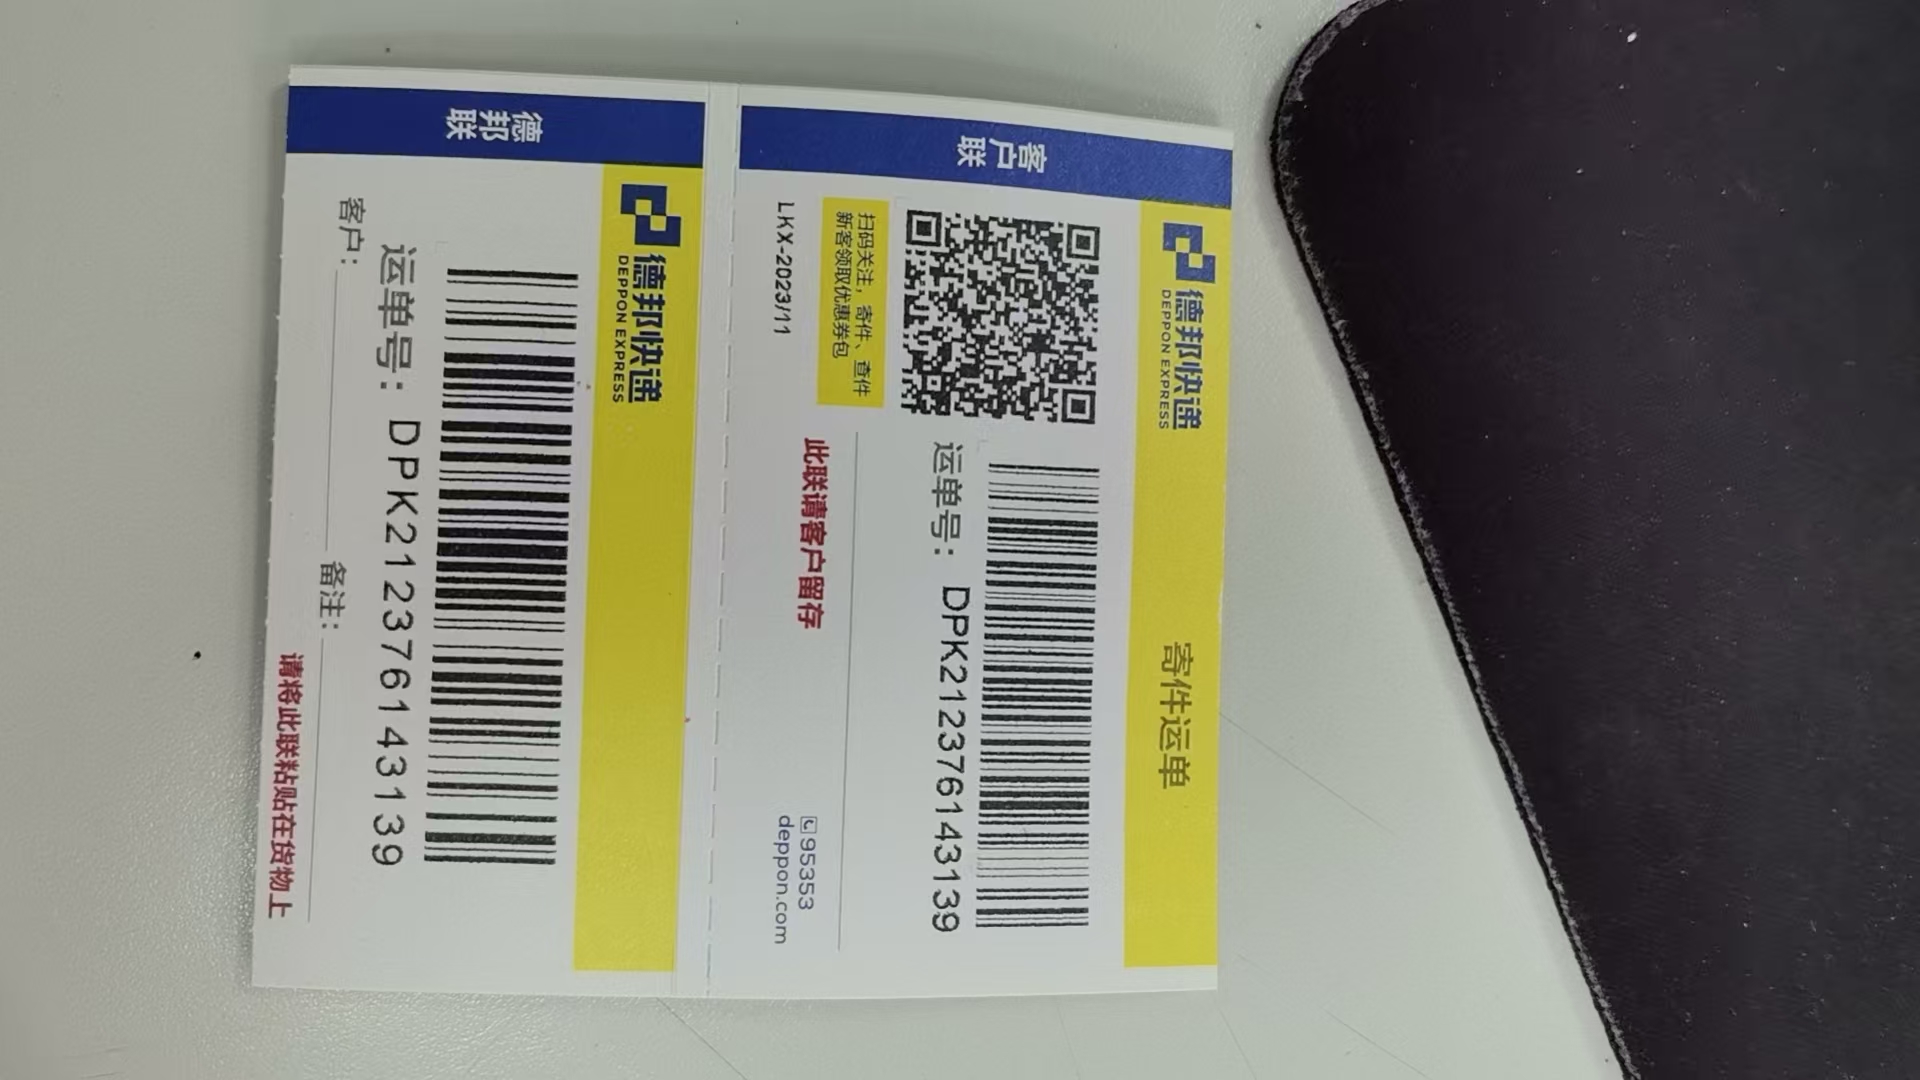 德邦快递
DEPPON EXPRESS
寄件运单
客户联
运单号：DPK212376143139
扫码关注，寄件、查件
新客领取优惠券包
此联请客户留存
LKX-2023/11
95353
deppon.com
德邦快递
DEPPON EXPRESS
德邦联
运单号：DPK212376143139
客户：
备注：
请将此联粘贴在货物上